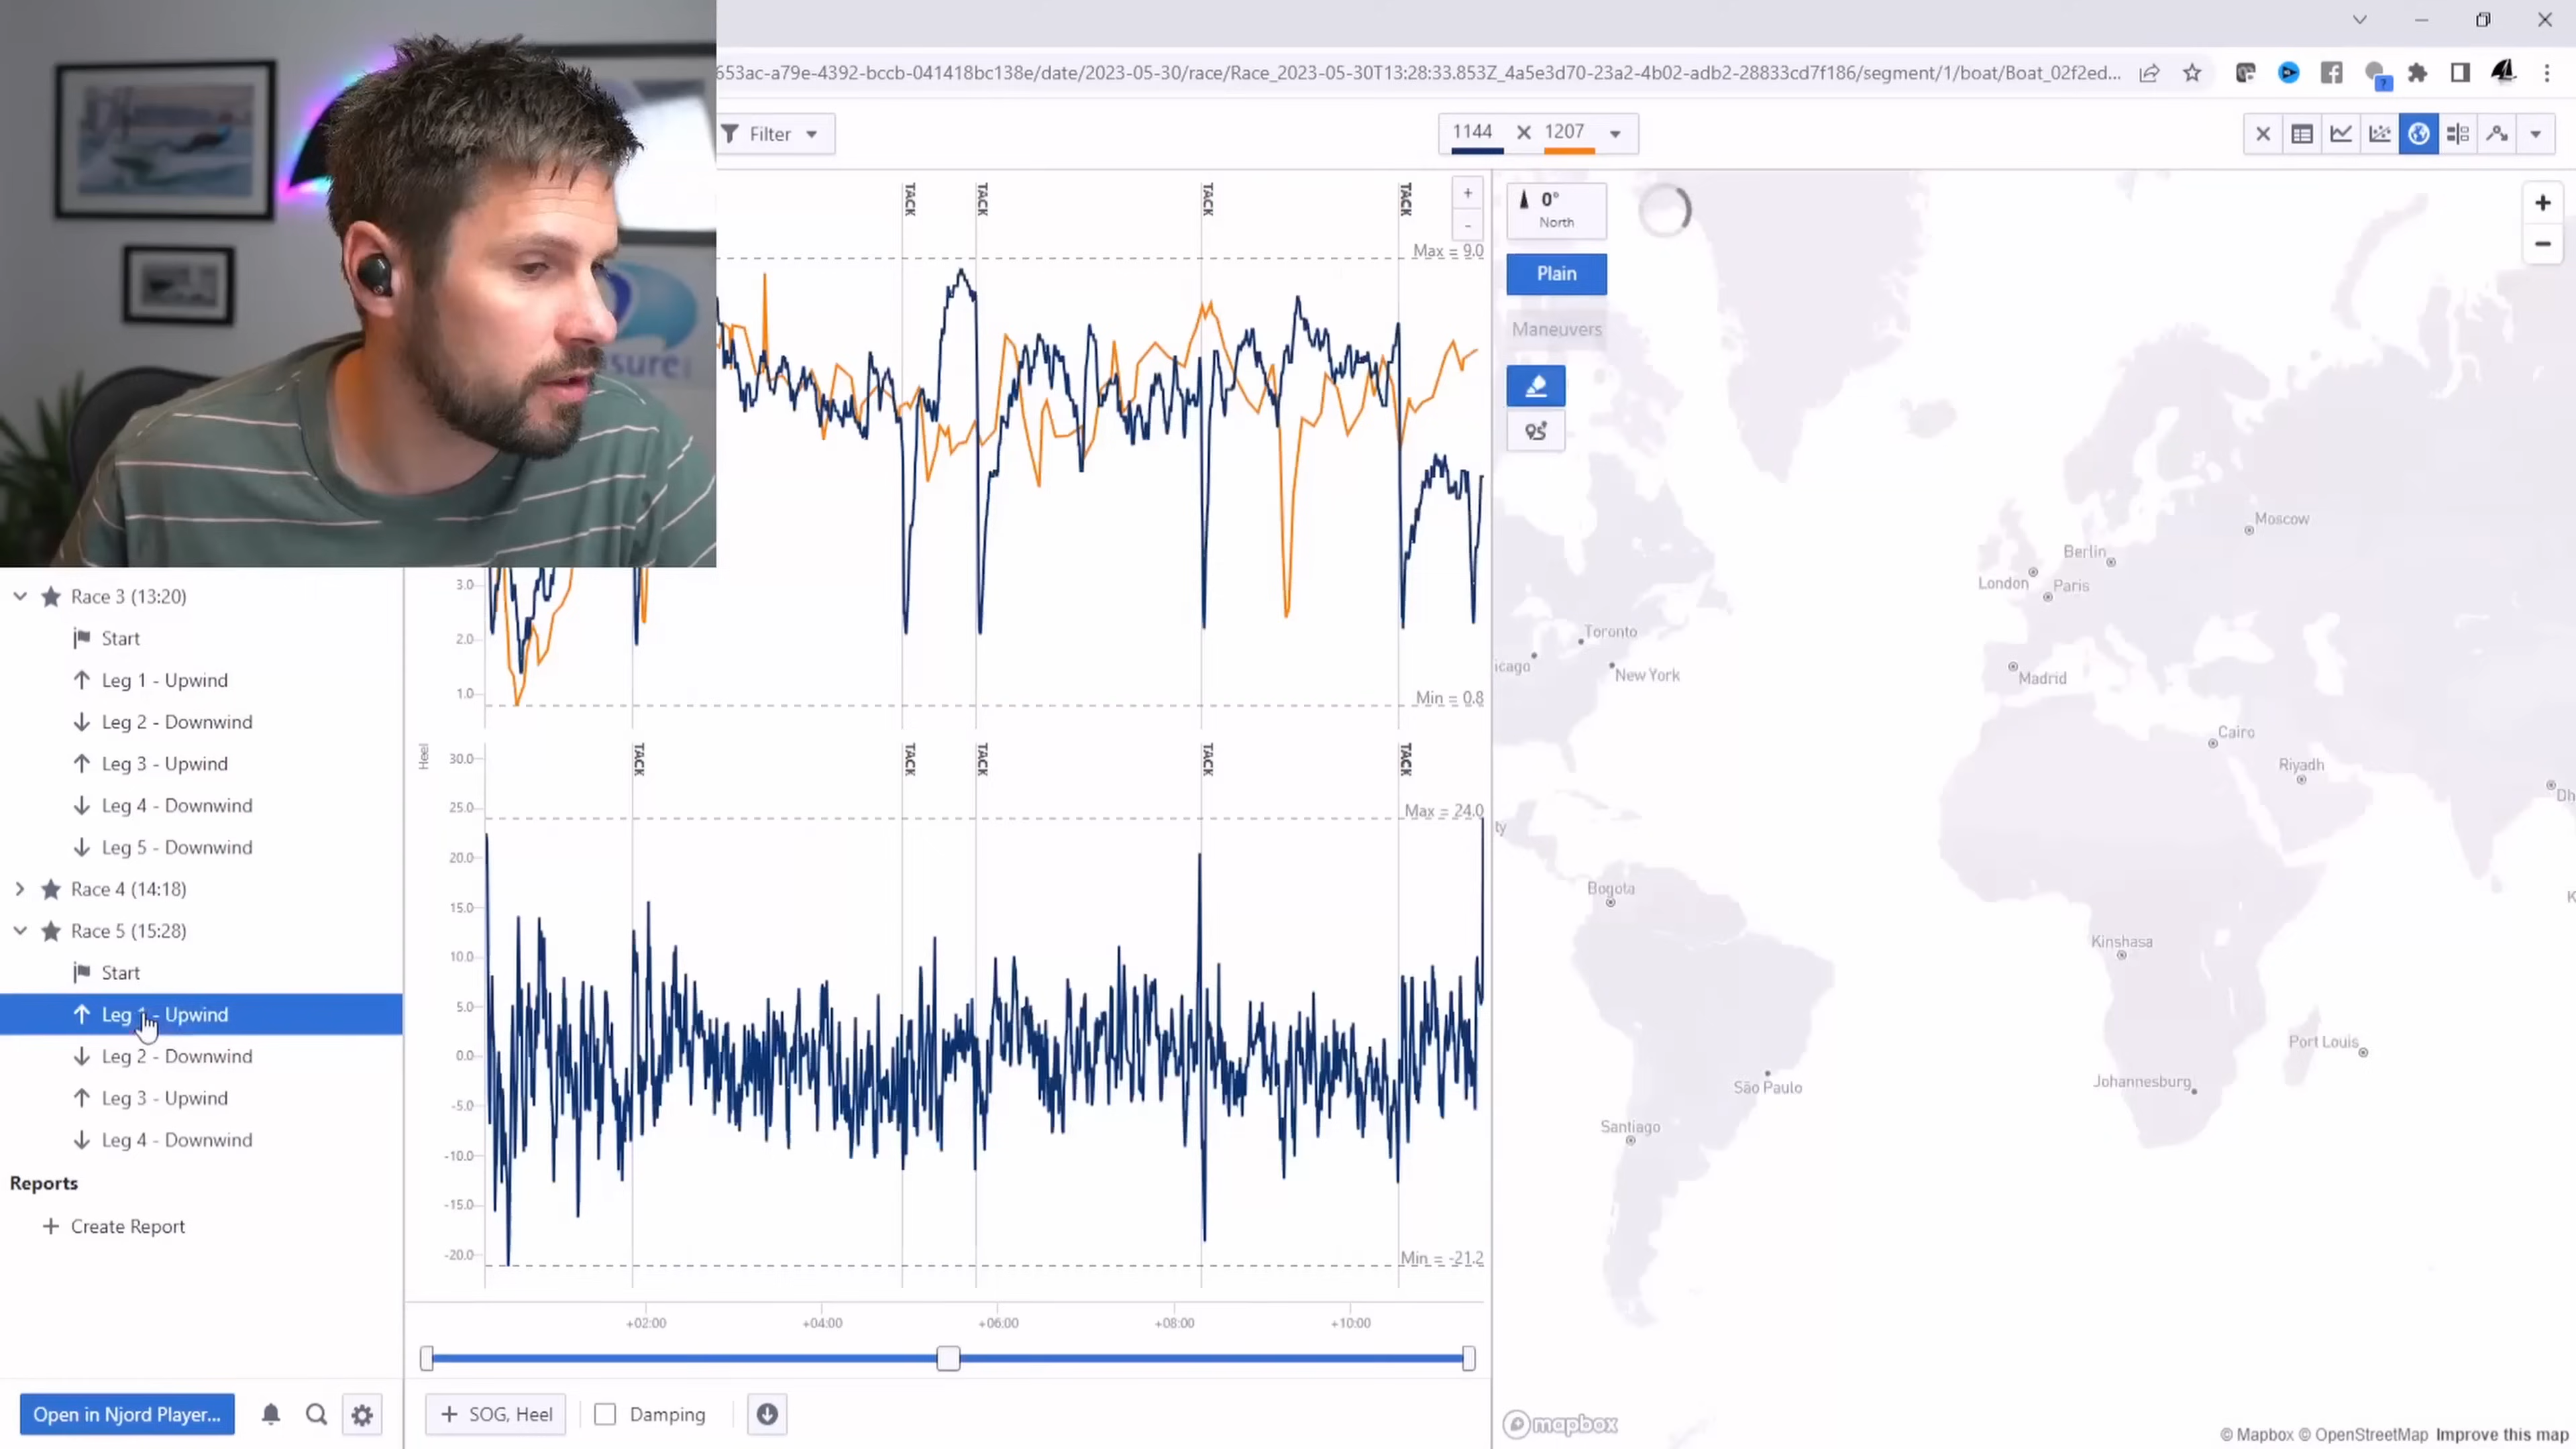 653ac-a79e-4392-bccb-041418bc138e/date/2023-05-30/race/Race_2023-05-30T13:28:33.853Z_4a5e3d70-23a2-4b02-adb2-28833cd7f186/segment/1/boat/Boat_02f2ed...
Filter
1144 × 1207
sure
TACK TACK TACK TACK
+
-
Max = 9.0
3.0
2.0
1.0
Min = 0.8
Heel
TACK TACK TACK TACK TACK
30.0
25.0
Max = 24.0
20.0
15.0
10.0
5.0
0.0
-5.0
-10.0
-15.0
-20.0
Min = -21.2
+02:00 +04:00 +06:00 +08:00 +10:00
Race 3 (13:20)
Start
Leg 1 - Upwind
Leg 2 - Downwind
Leg 3 - Upwind
Leg 4 - Downwind
Leg 5 - Downwind
Race 4 (14:18)
Race 5 (15:28)
Start
Leg 1 - Upwind
Leg 2 - Downwind
Leg 3 - Upwind
Leg 4 - Downwind
Reports
+ Create Report
Open in Njord Player...
+ SOG, Heel
Damping
0°
North
Plain
Maneuvers
+
−
Moscow
Berlin
London
Paris
Toronto
icago
New York
Madrid
Cairo
Riyadh
Dh
ty
Bogota
K
Kinshasa
Port Louis
Johannesburg
São Paulo
Santiago
mapbox
© Mapbox © OpenStreetMap Improve this map